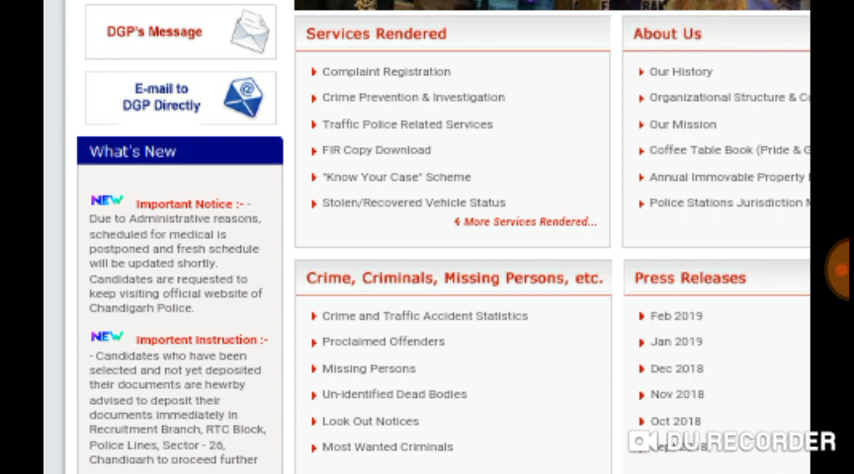 DGP's Message
E-mail to
DGP Directly
What's New
NEW Important Notice :- -
Due to Administrative reasons,
scheduled for medical is
postponed and fresh schedule
will be updated shortly.
Candidates are requested to
keep visiting official website of
Chandigarh Police.
NEW Importent Instruction :-
- Candidates who have been
selected and not yet deposited
their documents are hewrby
advised to deposit their
documents immediately in
Recruitment Branch, RTC Block,
Police Lines, Sector - 26,
Chandigarh to proceed further
Services Rendered
Complaint Registration
Crime Prevention & Investigation
Traffic Police Related Services
FIR Copy Download
"Know Your Case" Scheme
Stolen/Recovered Vehicle Status
More Services Rendered...
About Us
Our History
Organizational Structure & C
Our Mission
Coffee Table Book (Pride & G
Annual Immovable Property
Police Stations Jurisdiction M
Crime, Criminals, Missing Persons, etc.
Crime and Traffic Accident Statistics
Proclaimed Offenders
Missing Persons
Un-identified Dead Bodies
Look Out Notices
Most Wanted Criminals
Press Releases
Feb 2019
Jan 2019
Dec 2018
Nov 2018
Oct 2018
DU RECORDER